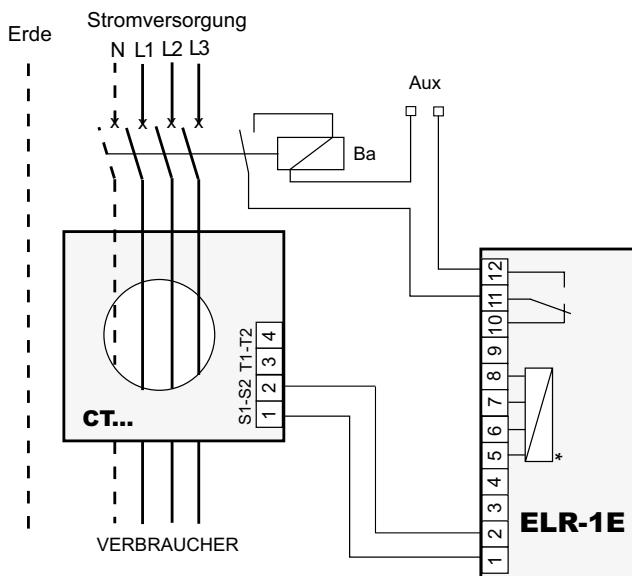 Stromversorgung
Erde
N L1 L2 L3
x x x x
Aux
Ba
12
11
10
9
8
7
6
5
4
3
2
1
*
S1-S2 T1-T2
1 2 3 4
CT...
ELR-1E
VERBRAUCHER